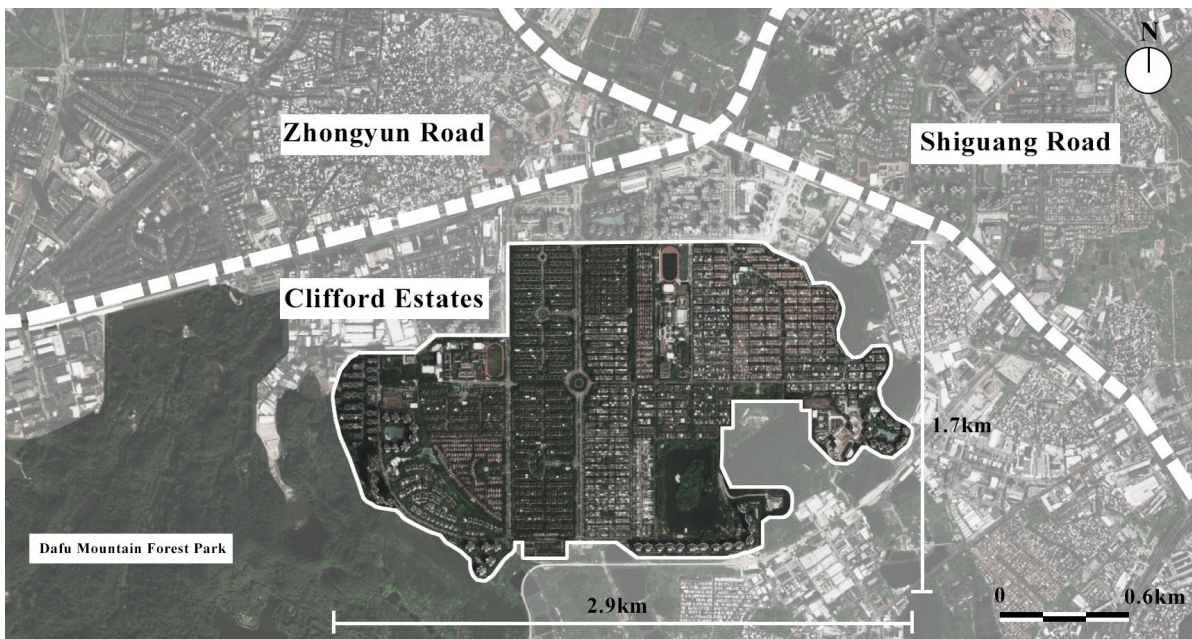 N
Zhongyun Road
Shiguang Road
Clifford Estates
1.7km
Dafu Mountain Forest Park
2.9km
0 0.6km